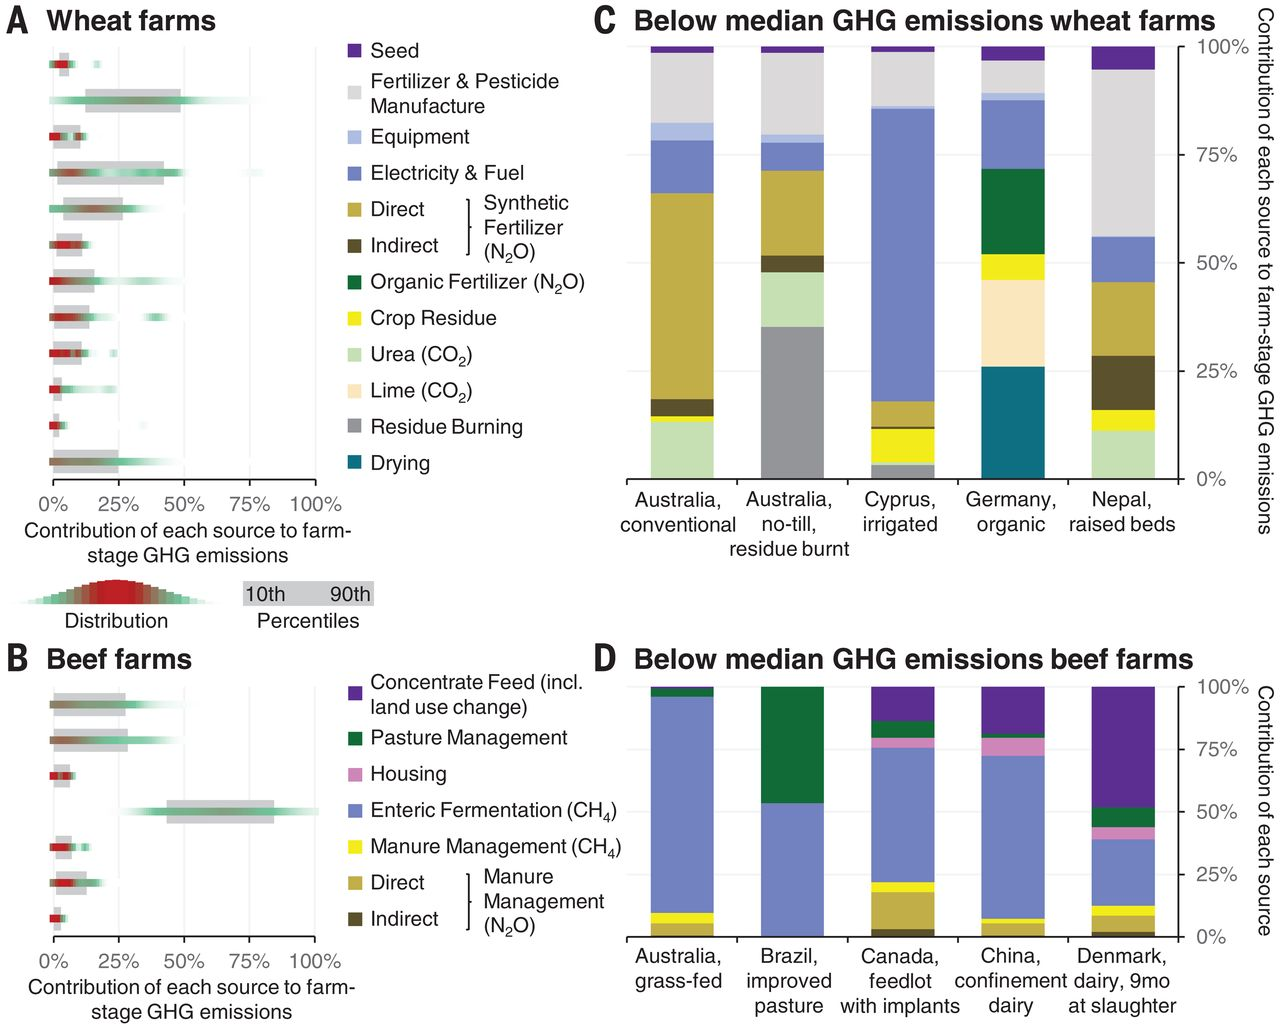 A Wheat farms
Seed
Fertilizer & Pesticide
Manufacture
Equipment
Electricity & Fuel
Direct
Indirect
Synthetic
Fertilizer
(N₂O)
Organic Fertilizer (N₂O)
Crop Residue
Urea (CO₂)
Lime (CO₂)
Residue Burning
Drying
0% 25% 50% 75% 100%
Contribution of each source to farm-
stage GHG emissions
Distribution
10th 90th
Percentiles
C Below median GHG emissions wheat farms
100%
75%
50%
25%
0%
Contribution of each source to farm-stage GHG emissions
Australia,
conventional
Australia,
no-till,
residue burnt
Cyprus,
irrigated
Germany,
organic
Nepal,
raised beds
B Beef farms
Concentrate Feed (incl.
land use change)
Pasture Management
Housing
Enteric Fermentation (CH₄)
Manure Management (CH₄)
Direct
Indirect
Manure
Management
(N₂O)
0% 25% 50% 75% 100%
Contribution of each source to farm-
stage GHG emissions
D Below median GHG emissions beef farms
100%
75%
50%
25%
0%
Contribution of each source
Australia,
grass-fed
Brazil,
improved
pasture
Canada,
feedlot
with implants
China,
confinement
dairy
Denmark,
dairy, 9mo
at slaughter